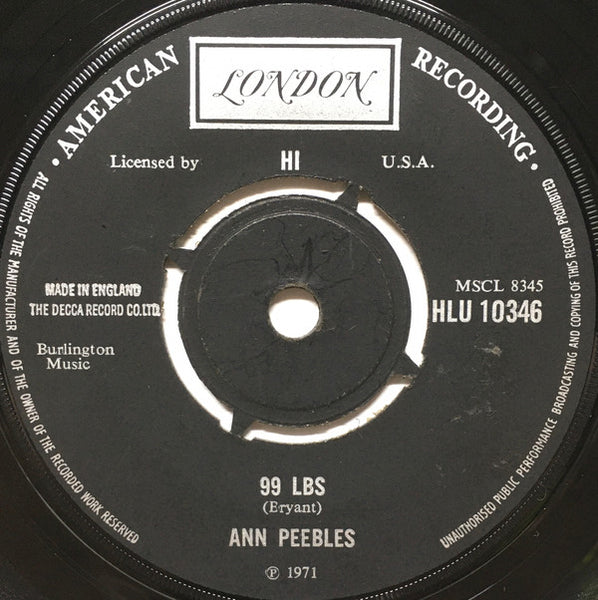 · AMERICAN RECORDING ·
LONDON
Licensed by HI U.S.A.
MADE IN ENGLAND
THE DECCA RECORD CO. LTD.
MSCL 8345
HLU 10346
Burlington
Music
99 LBS
(Eryant)
ANN PEEBLES
℗ 1971
ALL RIGHTS OF THE MANUFACTURER AND OF THE OWNER OF THE RECORDED WORK RESERVED
UNAUTHORISED PUBLIC PERFORMANCE BROADCASTING AND COPYING OF THIS RECORD PROHIBITED